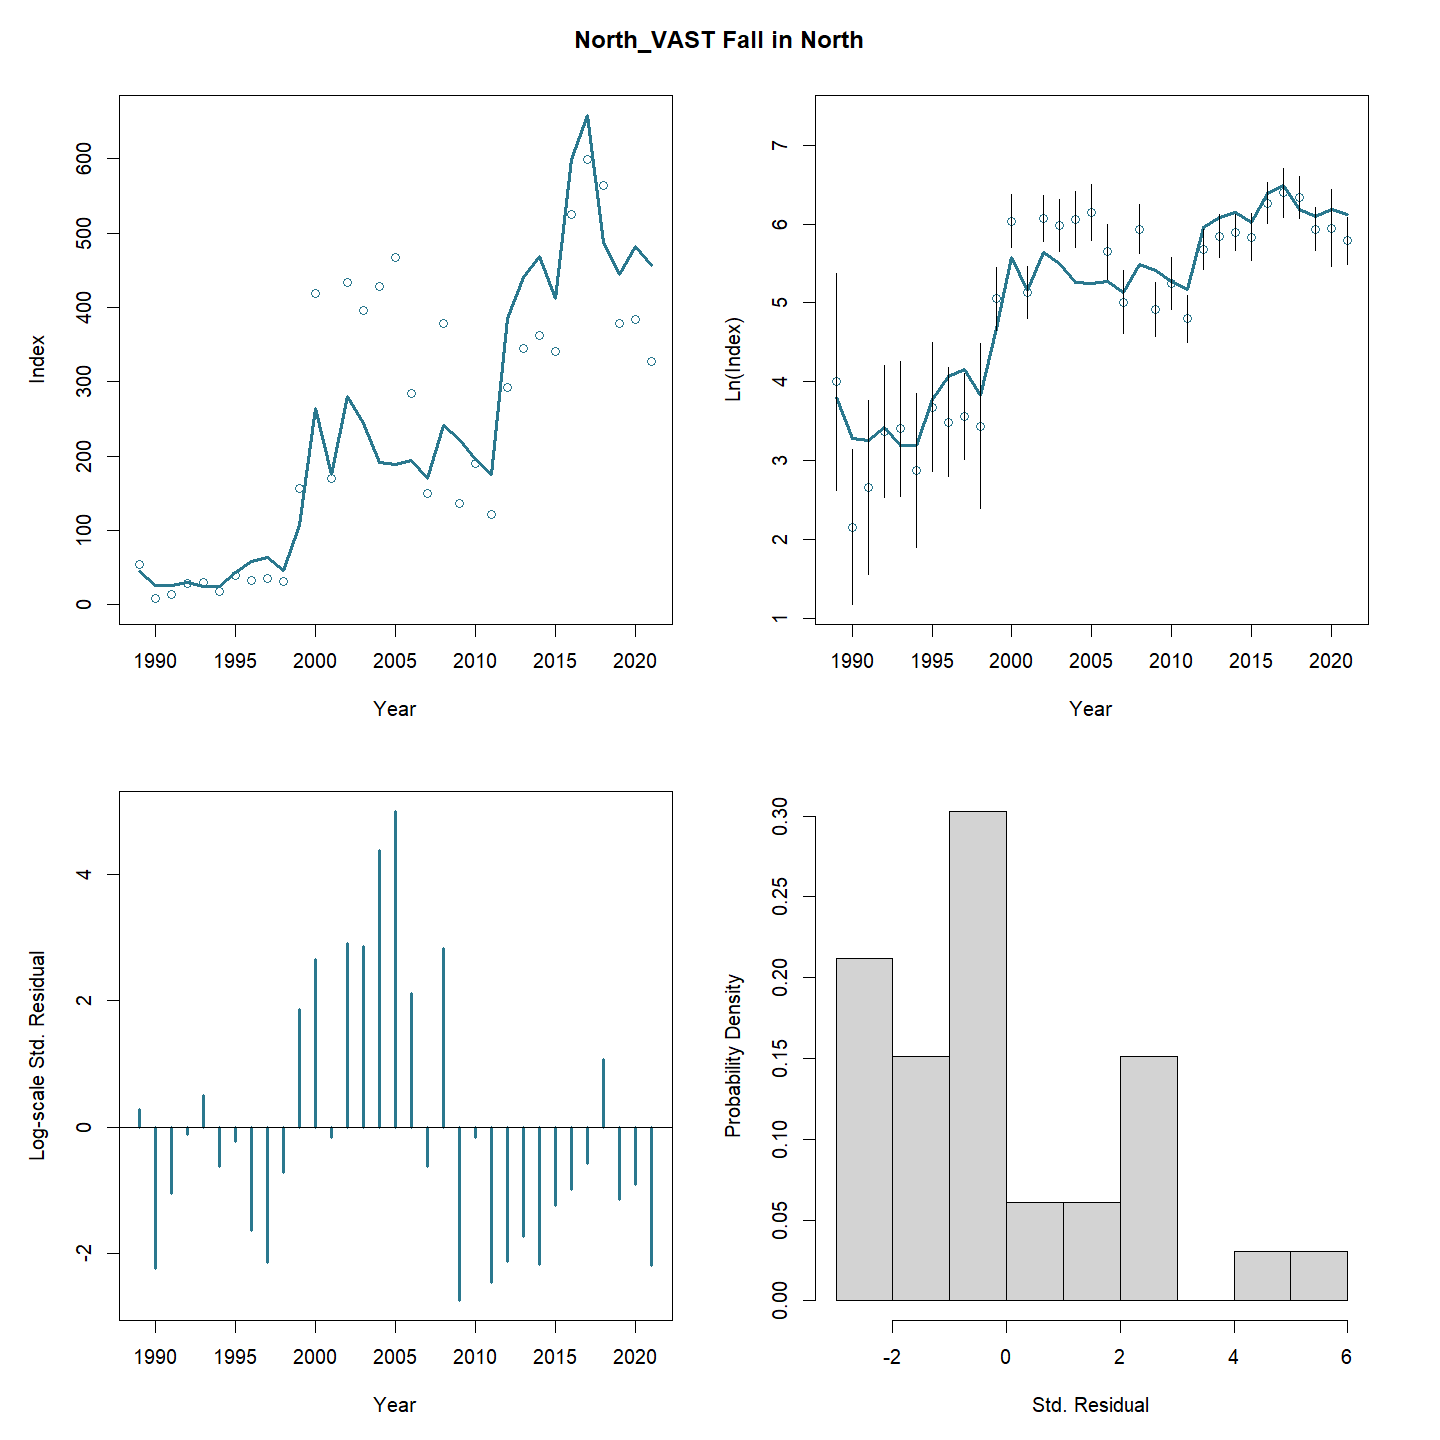 North_VAST Fall in North
Index
0 100 200 300 400 500 600
1990 1995 2000 2005 2010 2015 2020
Year
Ln(Index)
1 2 3 4 5 6 7
1990 1995 2000 2005 2010 2015 2020
Year
Log-scale Std. Residual
-2 0 2 4
1990 1995 2000 2005 2010 2015 2020
Year
Probability Density
0.00 0.05 0.10 0.15 0.20 0.25 0.30
-2 0 2 4 6
Std. Residual